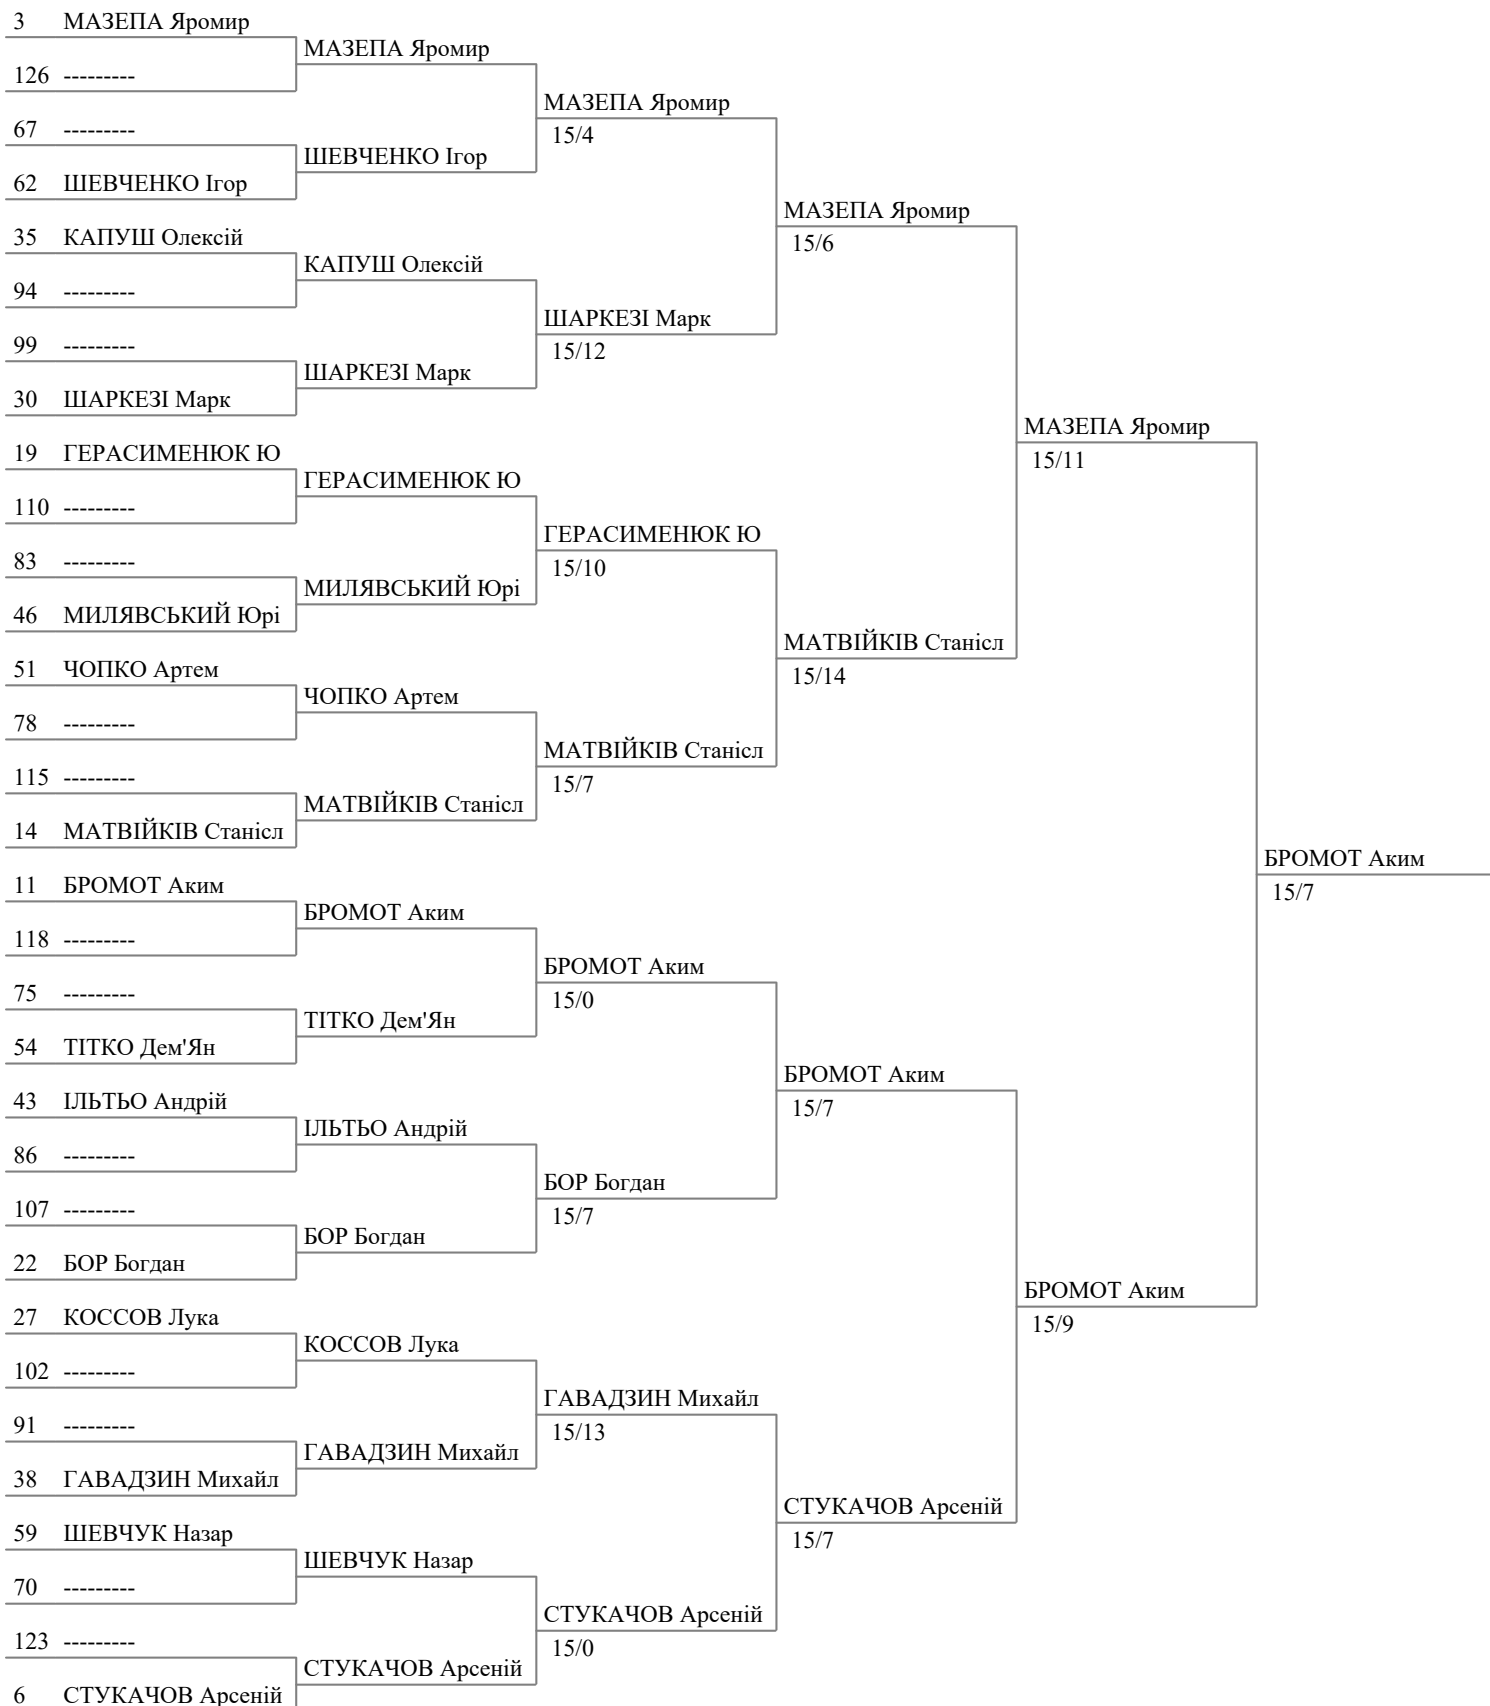 3 МАЗЕПА Яромир
126 ---------
67 ---------
62 ШЕВЧЕНКО Ігор
35 КАПУШ Олексій
94 ---------
99 ---------
30 ШАРКЕЗІ Марк
19 ГЕРАСИМЕНЮК Ю
110 ---------
83 ---------
46 МИЛЯВСЬКИЙ Юрі
51 ЧОПКО Артем
78 ---------
115 ---------
14 МАТВІЙКІВ Станісл
11 БРОМОТ Аким
118 ---------
75 ---------
54 ТІТКО Дем'Ян
43 ІЛЬТЬО Андрій
86 ---------
107 ---------
22 БОР Богдан
27 КОССОВ Лука
102 ---------
91 ---------
38 ГАВАДЗИН Михайл
59 ШЕВЧУК Назар
70 ---------
123 ---------
6 СТУКАЧОВ Арсеній
МАЗЕПА Яромир
ШЕВЧЕНКО Ігор
КАПУШ Олексій
ШАРКЕЗІ Марк
ГЕРАСИМЕНЮК Ю
МИЛЯВСЬКИЙ Юрі
ЧОПКО Артем
МАТВІЙКІВ Станісл
БРОМОТ Аким
ТІТКО Дем'Ян
ІЛЬТЬО Андрій
БОР Богдан
КОССОВ Лука
ГАВАДЗИН Михайл
ШЕВЧУК Назар
СТУКАЧОВ Арсеній
МАЗЕПА Яромир
15/4
ШАРКЕЗІ Марк
15/12
ГЕРАСИМЕНЮК Ю
15/10
МАТВІЙКІВ Станісл
15/7
БРОМОТ Аким
15/0
БОР Богдан
15/7
ГАВАДЗИН Михайл
15/13
СТУКАЧОВ Арсеній
15/0
МАЗЕПА Яромир
15/6
МАТВІЙКІВ Станісл
15/14
БРОМОТ Аким
15/7
СТУКАЧОВ Арсеній
15/7
МАЗЕПА Яромир
15/11
БРОМОТ Аким
15/9
БРОМОТ Аким
15/7